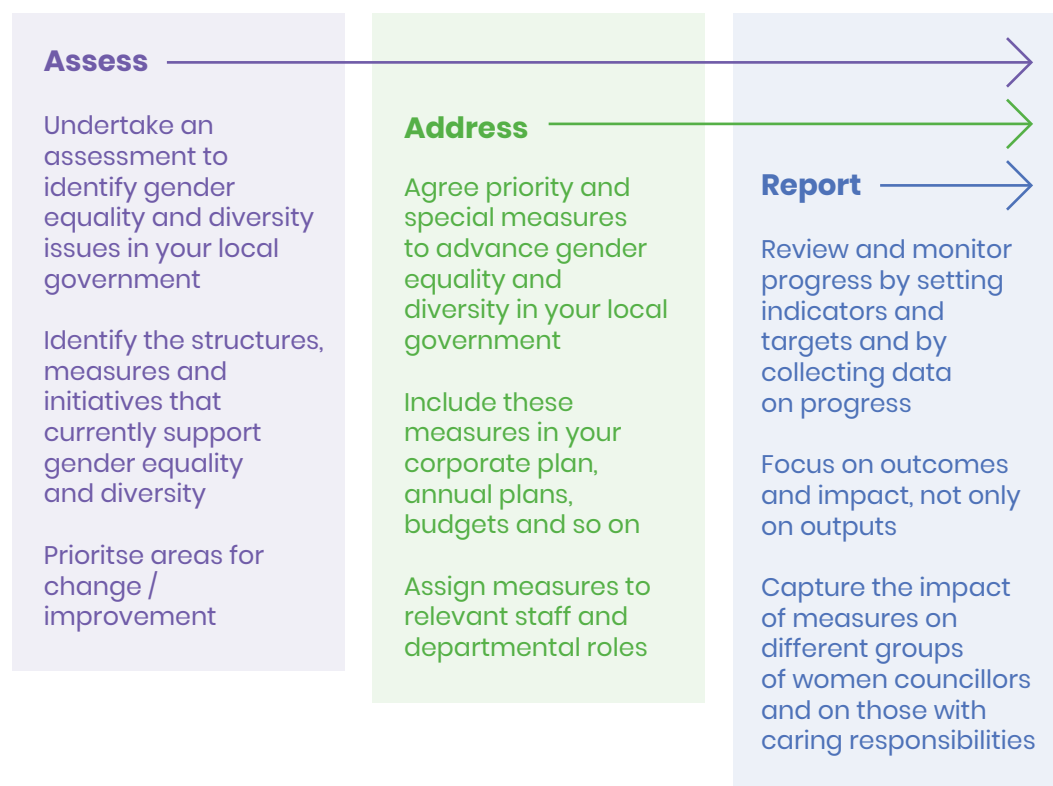 Assess
Undertake an
assessment to
identify gender
equality and diversity
issues in your local
government
Identify the structures,
measures and
initiatives that
currently support
gender equality
and diversity
Prioritse areas for
change /
improvement
Address
Agree priority and
special measures
to advance gender
equality and
diversity in your local
government
Include these
measures in your
corporate plan,
annual plans,
budgets and so on
Assign measures to
relevant staff and
departmental roles
Report
Review and monitor
progress by setting
indicators and
targets and by
collecting data
on progress
Focus on outcomes
and impact, not only
on outputs
Capture the impact
of measures on
different groups
of women councillors
and on those with
caring responsibilities